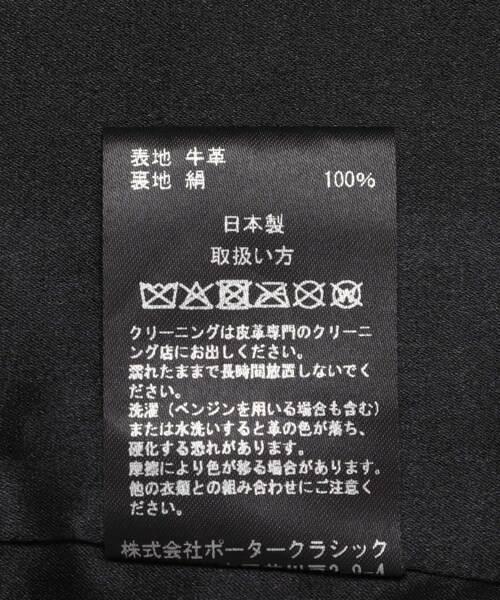 表地 牛革
裏地 絹 100%
日本製
取扱い方
クリーニングは皮革専門のクリーニ
ング店にお出しください。
濡れたままで長時間放置しないでく
ださい。
洗濯（ベンジンを用いる場合も含む）
または水洗いすると革の色が落ち、
硬化する恐れがあります。
摩擦により色が移る場合があります。
他の衣類との組み合わせにご注意く
ださい。
株式会社ポータークラシック